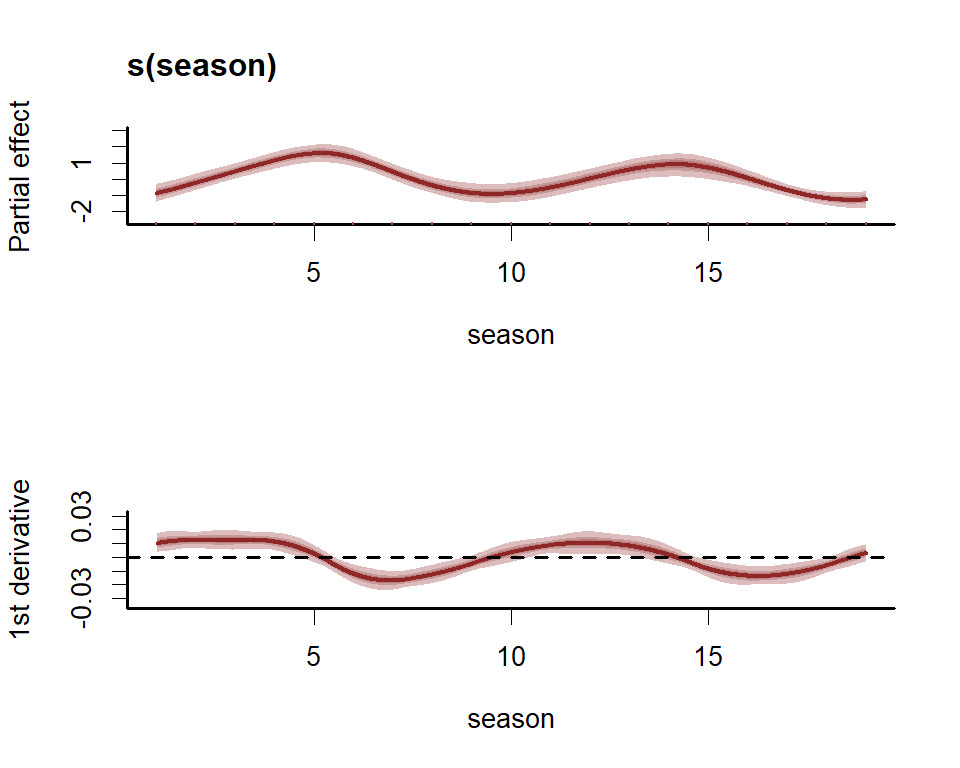 s(season)
Partial effect
1
-2
5 10 15
season
1st derivative
0.03
-0.03
5 10 15
season